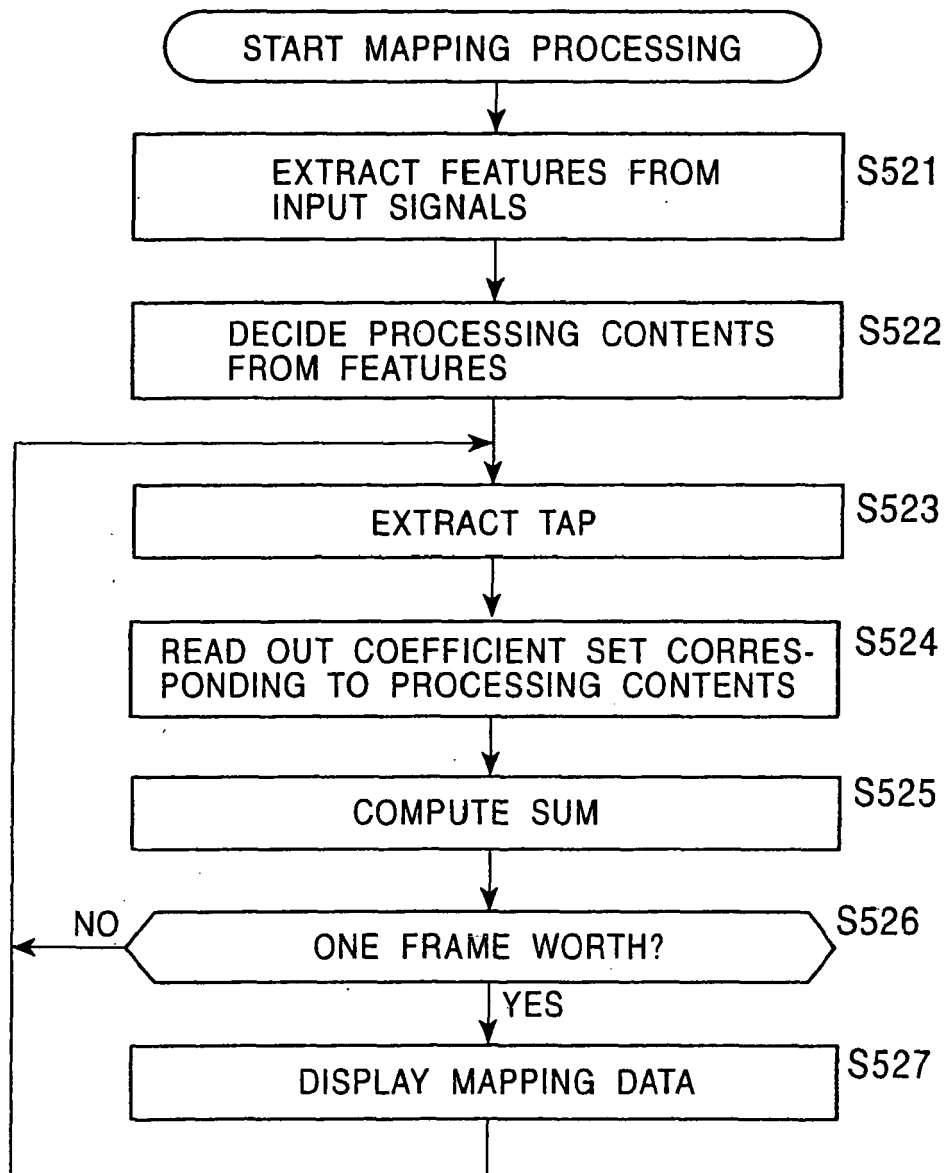 START MAPPING PROCESSING
EXTRACT FEATURES FROM
INPUT SIGNALS
S521
DECIDE PROCESSING CONTENTS
FROM FEATURES
S522
EXTRACT TAP
S523
READ OUT COEFFICIENT SET CORRES-
PONDING TO PROCESSING CONTENTS
S524
COMPUTE SUM
S525
NO
ONE FRAME WORTH?
S526
YES
DISPLAY MAPPING DATA
S527